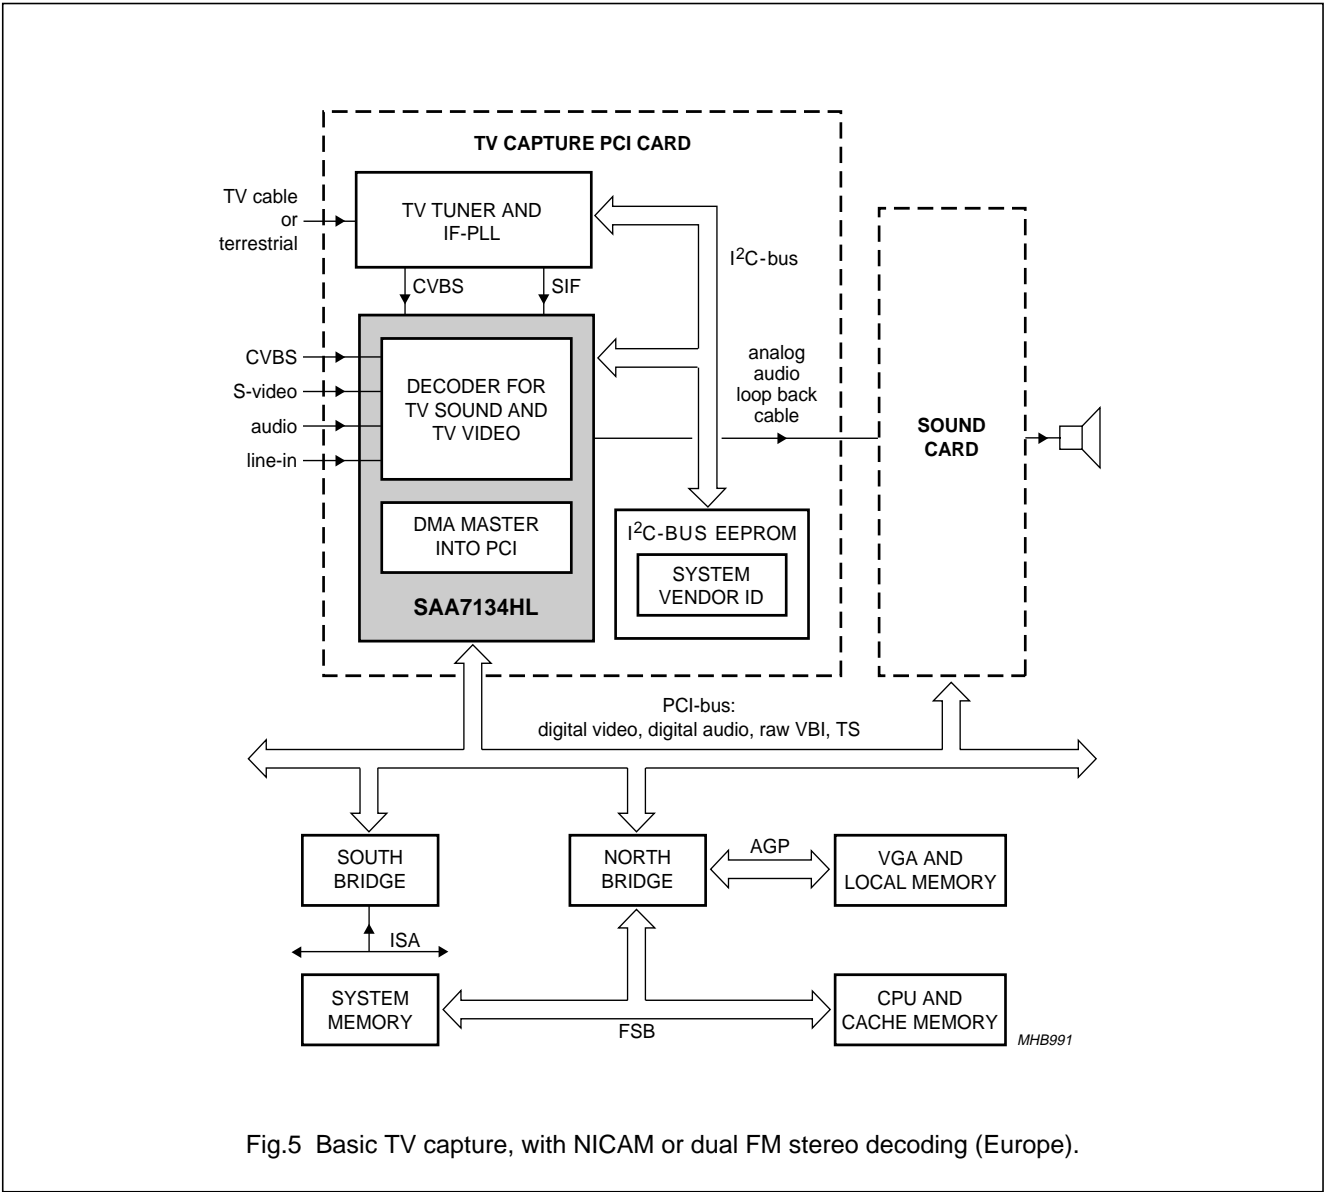 TV CAPTURE PCI CARD
TV cable
or
terrestrial
TV TUNER AND
IF-PLL
I²C-bus
CVBS
SIF
CVBS
S-video
audio
line-in
DECODER FOR
TV SOUND AND
TV VIDEO
analog
audio
loop back
cable
SOUND
CARD
DMA MASTER
INTO PCI
SAA7134HL
I²C-BUS EEPROM
SYSTEM
VENDOR ID
PCI-bus:
digital video, digital audio, raw VBI, TS
SOUTH
BRIDGE
NORTH
BRIDGE
AGP
VGA AND
LOCAL MEMORY
ISA
SYSTEM
MEMORY
FSB
CPU AND
CACHE MEMORY
MHB991
Fig.5 Basic TV capture, with NICAM or dual FM stereo decoding (Europe).